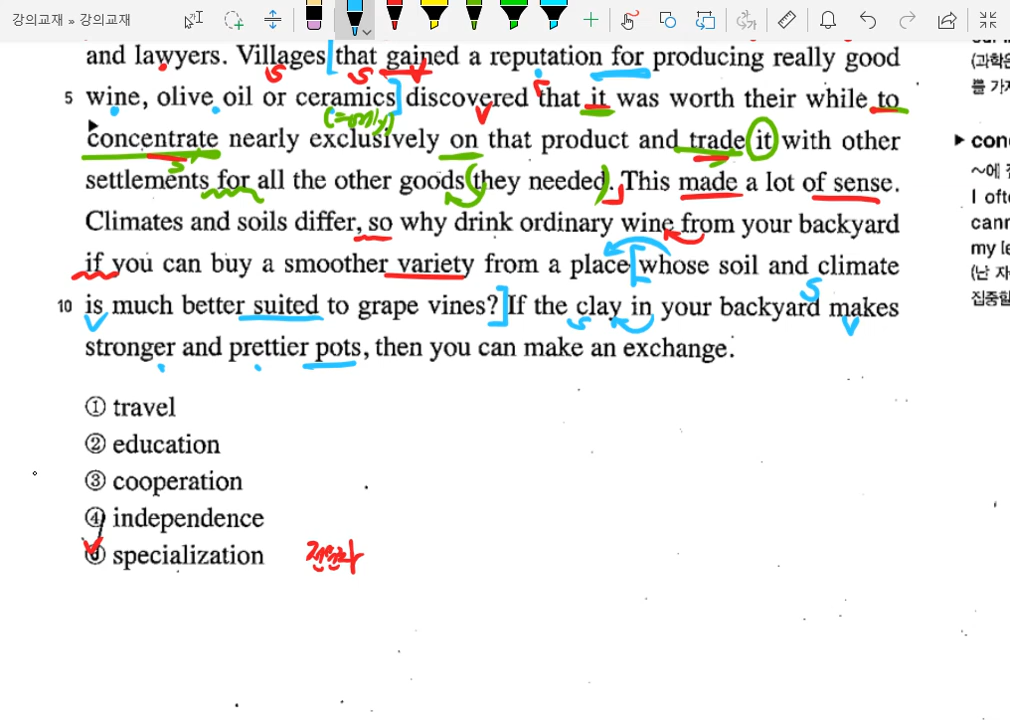 강의교재 » 강의교재
and lawyers. Villages that gained a reputation for producing really good
5 wine, olive oil or ceramics discovered that it was worth their while to
concentrate nearly exclusively on that product and trade it with other
settlements for all the other goods they needed. This made a lot of sense.
Climates and soils differ, so why drink ordinary wine from your backyard
if you can buy a smoother variety from a place whose soil and climate
10 is much better suited to grape vines? If the clay in your backyard makes
stronger and prettier pots, then you can make an exchange.
① travel
② education
③ cooperation
④ independence
specialization 전문화
(과학은
를 가지
▶ con
~에 집
I ofte
cann
my le
(난 자
집중할